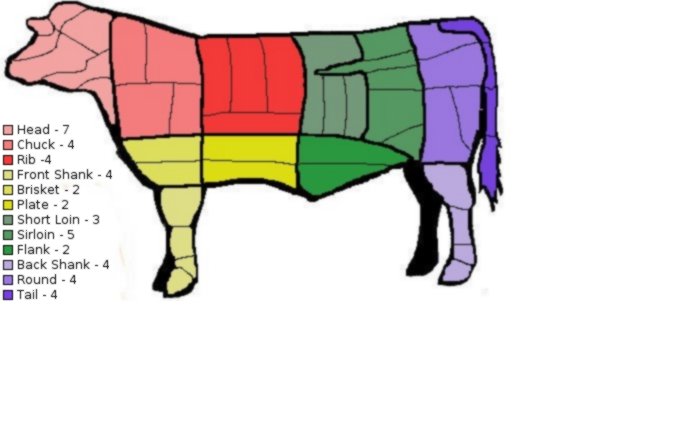 Head - 7
Chuck - 4
Rib -4
Front Shank - 4
Brisket - 2
Plate - 2
Short Loin - 3
Sirloin - 5
Flank - 2
Back Shank - 4
Round - 4
Tail - 4